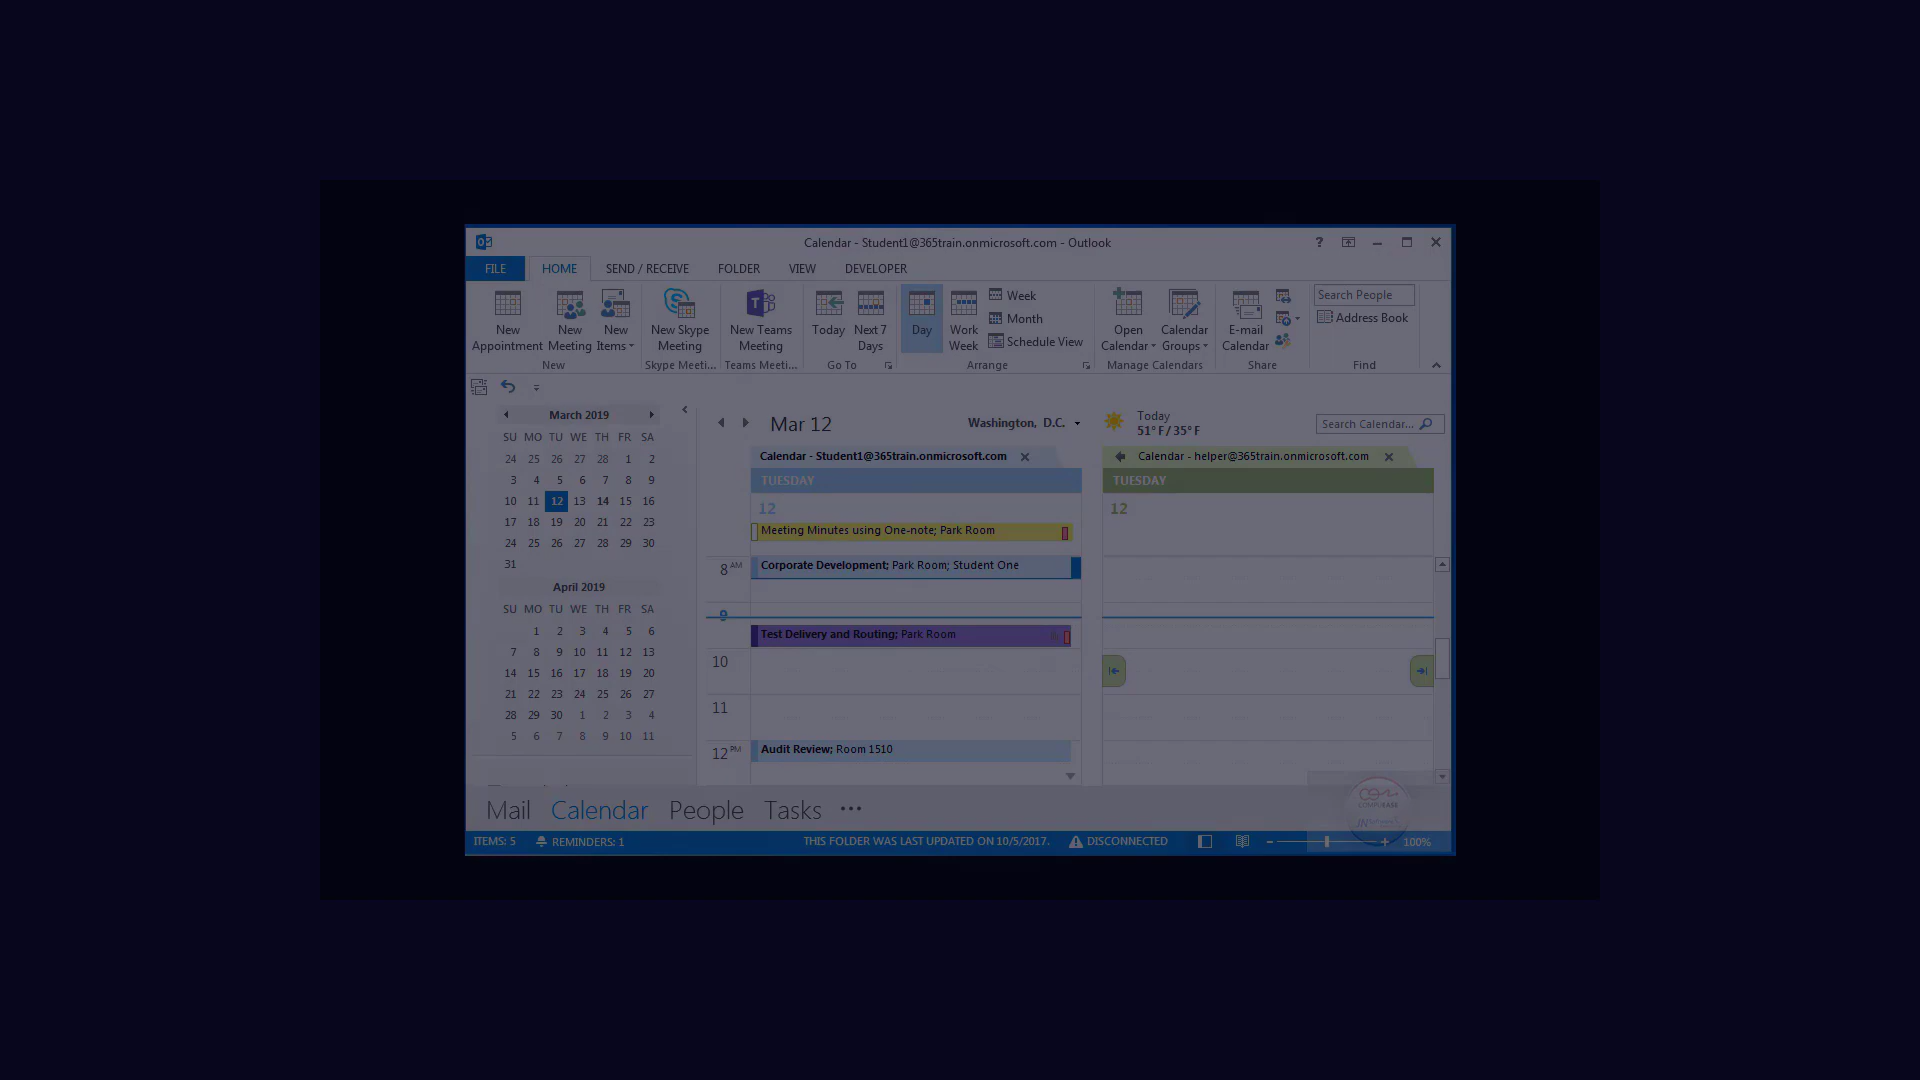 Calendar - Student1@365train.onmicrosoft.com - Outlook
FILE HOME SEND / RECEIVE FOLDER VIEW DEVELOPER
New Appointment
New Meeting
New Items
New
New Skype Meeting
Skype Meeti...
New Teams Meeting
Teams Meeti...
Today
Next 7 Days
Go To
Day
Work Week
Week
Month
Schedule View
Arrange
Open Calendar
Calendar Groups
Manage Calendars
E-mail Calendar
Share
Search People
Address Book
Find
March 2019
SU MO TU WE TH FR SA
24 25 26 27 28 1 2
3 4 5 6 7 8 9
10 11 12 13 14 15 16
17 18 19 20 21 22 23
24 25 26 27 28 29 30
31
April 2019
SU MO TU WE TH FR SA
1 2 3 4 5 6
7 8 9 10 11 12 13
14 15 16 17 18 19 20
21 22 23 24 25 26 27
28 29 30 1 2 3 4
5 6 7 8 9 10 11
Mar 12
Washington, D.C.
Today
51° F / 35° F
Search Calendar...
Calendar - Student1@365train.onmicrosoft.com
TUESDAY
12
Meeting Minutes using One-note; Park Room
8 AM
Corporate Development; Park Room; Student One
9
Test Delivery and Routing; Park Room
10
11
12 PM
Audit Review; Room 1510
Calendar - helper@365train.onmicrosoft.com
TUESDAY
12
Mail Calendar People Tasks ...
COMPUBASE
ITEMS: 5 REMINDERS: 1 THIS FOLDER WAS LAST UPDATED ON 10/5/2017. DISCONNECTED 100%